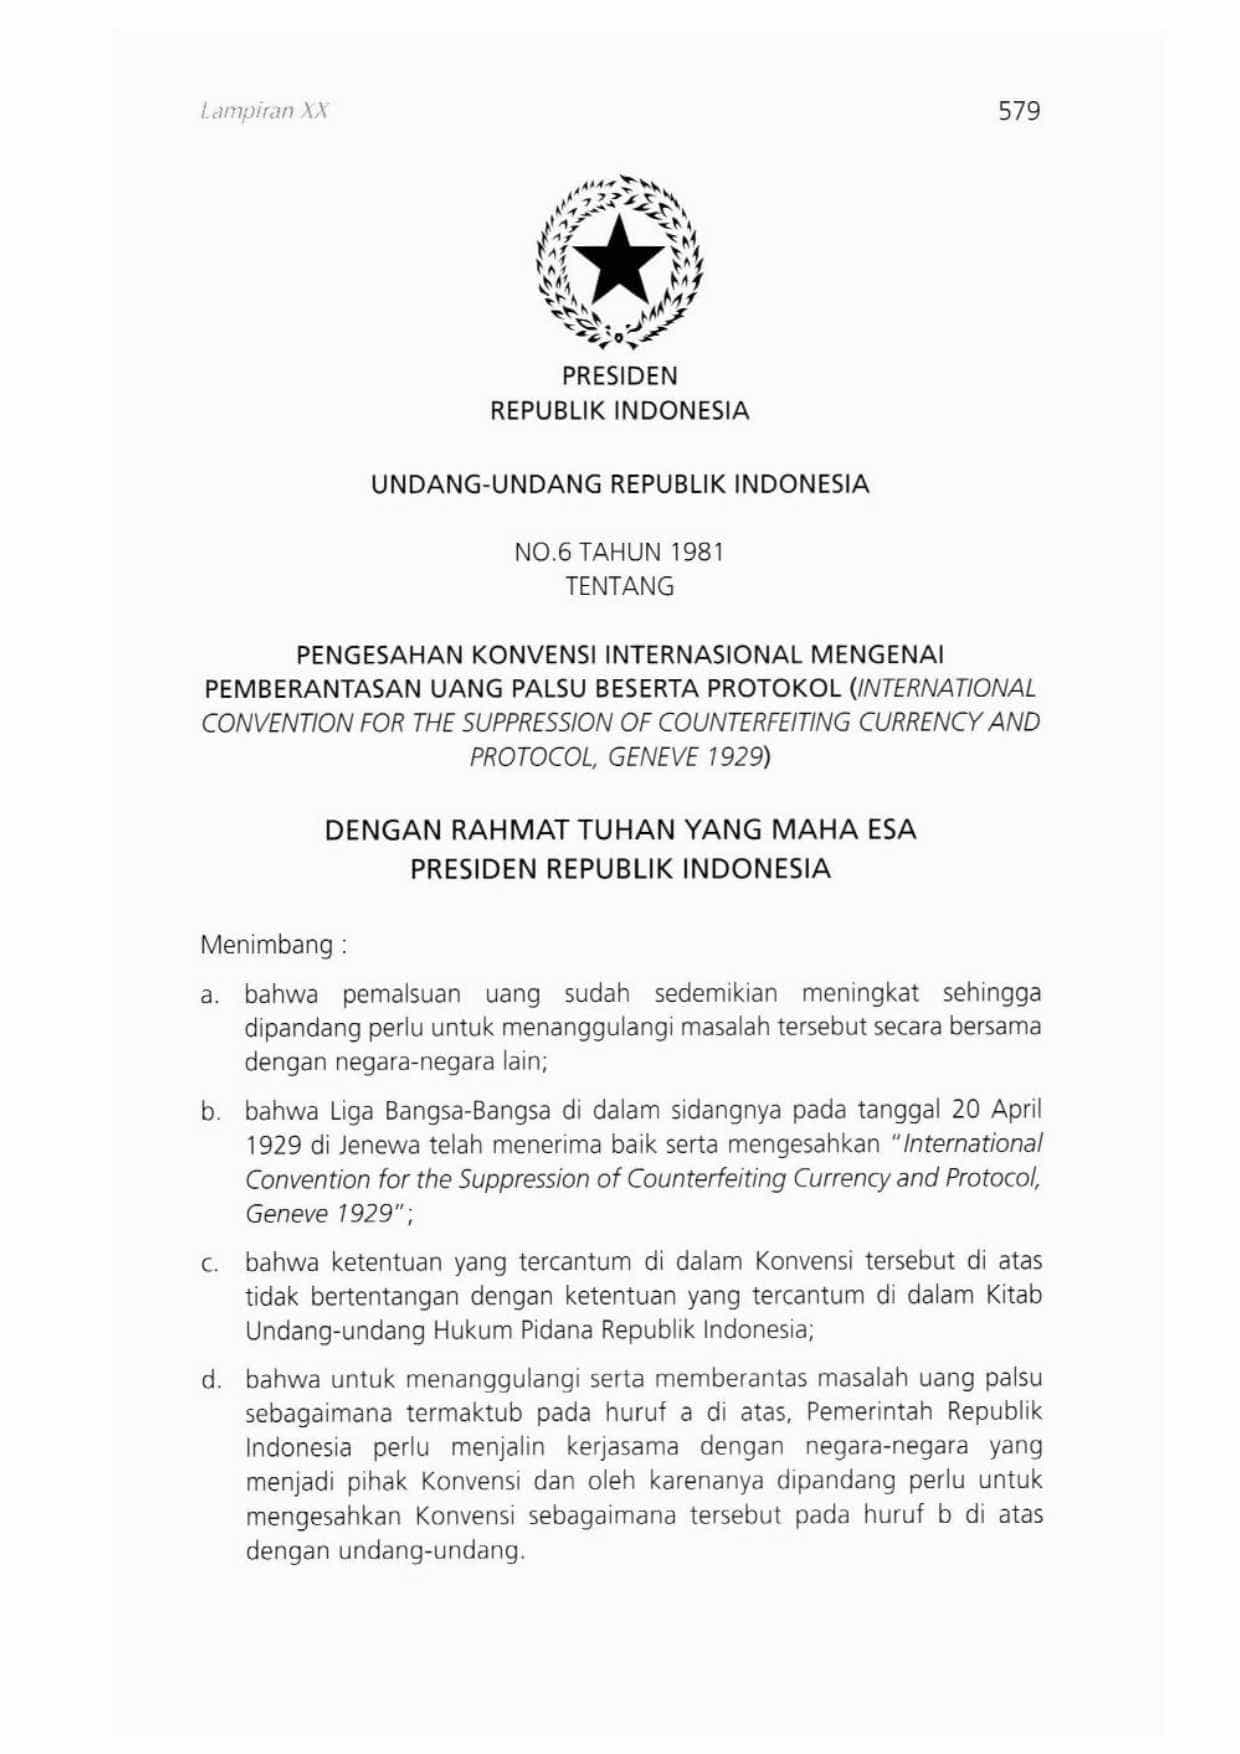 Lampiran XX
579
PRESIDEN
REPUBLIK INDONESIA
UNDANG-UNDANG REPUBLIK INDONESIA
NO.6 TAHUN 1981
TENTANG
PENGESAHAN KONVENSI INTERNASIONAL MENGENAI
PEMBERANTASAN UANG PALSU BESERTA PROTOKOL (INTERNATIONAL
CONVENTION FOR THE SUPPRESSION OF COUNTERFEITING CURRENCY AND
PROTOCOL, GENEVE 1929)
DENGAN RAHMAT TUHAN YANG MAHA ESA
PRESIDEN REPUBLIK INDONESIA
Menimbang :
a. bahwa pemalsuan uang sudah sedemikian meningkat sehingga
dipandang perlu untuk menanggulangi masalah tersebut secara bersama
dengan negara-negara lain;
b. bahwa Liga Bangsa-Bangsa di dalam sidangnya pada tanggal 20 April
1929 di Jenewa telah menerima baik serta mengesahkan "International
Convention for the Suppression of Counterfeiting Currency and Protocol,
Geneve 1929";
c. bahwa ketentuan yang tercantum di dalam Konvensi tersebut di atas
tidak bertentangan dengan ketentuan yang tercantum di dalam Kitab
Undang-undang Hukum Pidana Republik Indonesia;
d. bahwa untuk menanggulangi serta memberantas masalah uang palsu
sebagaimana termaktub pada huruf a di atas, Pemerintah Republik
Indonesia perlu menjalin kerjasama dengan negara-negara yang
menjadi pihak Konvensi dan oleh karenanya dipandang perlu untuk
mengesahkan Konvensi sebagaimana tersebut pada huruf b di atas
dengan undang-undang.